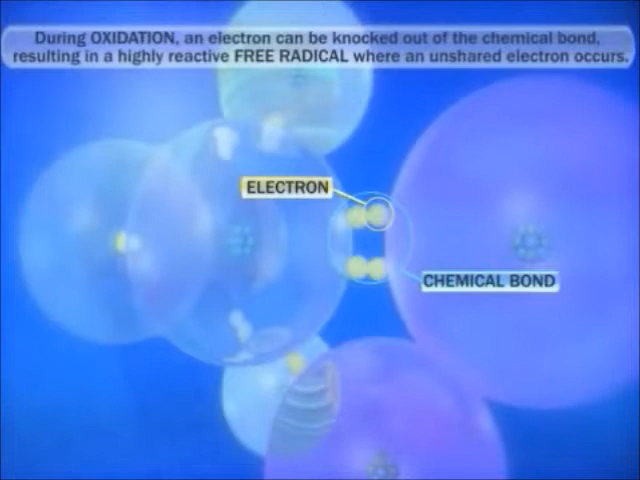 During OXIDATION, an electron can be knocked out of the chemical bond,
resulting in a highly reactive FREE RADICAL where an unshared electron occurs.
ELECTRON
CHEMICAL BOND